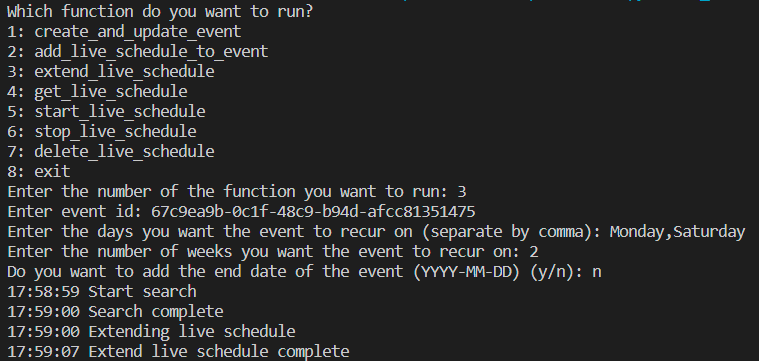 Which function do you want to run?
1: create_and_update_event
2: add_live_schedule_to_event
3: extend_live_schedule
4: get_live_schedule
5: start_live_schedule
6: stop_live_schedule
7: delete_live_schedule
8: exit
Enter the number of the function you want to run: 3
Enter event id: 67c9ea9b-0c1f-48c9-b94d-afcc81351475
Enter the days you want the event to recur on (separate by comma): Monday,Saturday
Enter the number of weeks you want the event to recur on: 2
Do you want to add the end date of the event (YYYY-MM-DD) (y/n): n
17:58:59 Start search
17:59:00 Search complete
17:59:00 Extending live schedule
17:59:07 Extend live schedule complete